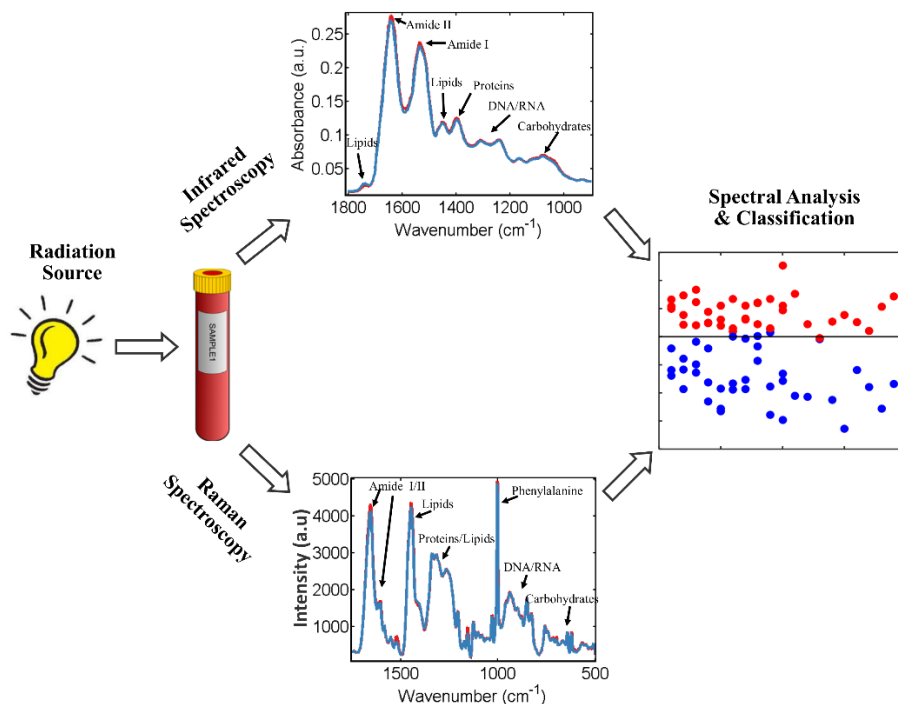 Radiation
Source
SAMPLE1
Infrared
Spectroscopy
Absorbance (a.u.)
0.25
0.2
0.15
0.1
0.05
Amide II
Amide I
Lipids
Proteins
DNA/RNA
Carbohydrates
Lipids
1800
1600
1400
1200
1000
Wavenumber (cm⁻¹)
Raman
Spectroscopy
Intensity (a.u)
5000
4000
3000
2000
1000
Amide I/II
Lipids
Proteins/Lipids
Phenylalanine
DNA/RNA
Carbohydrates
1500
1000
500
Wavenumber (cm⁻¹)
Spectral Analysis
& Classification